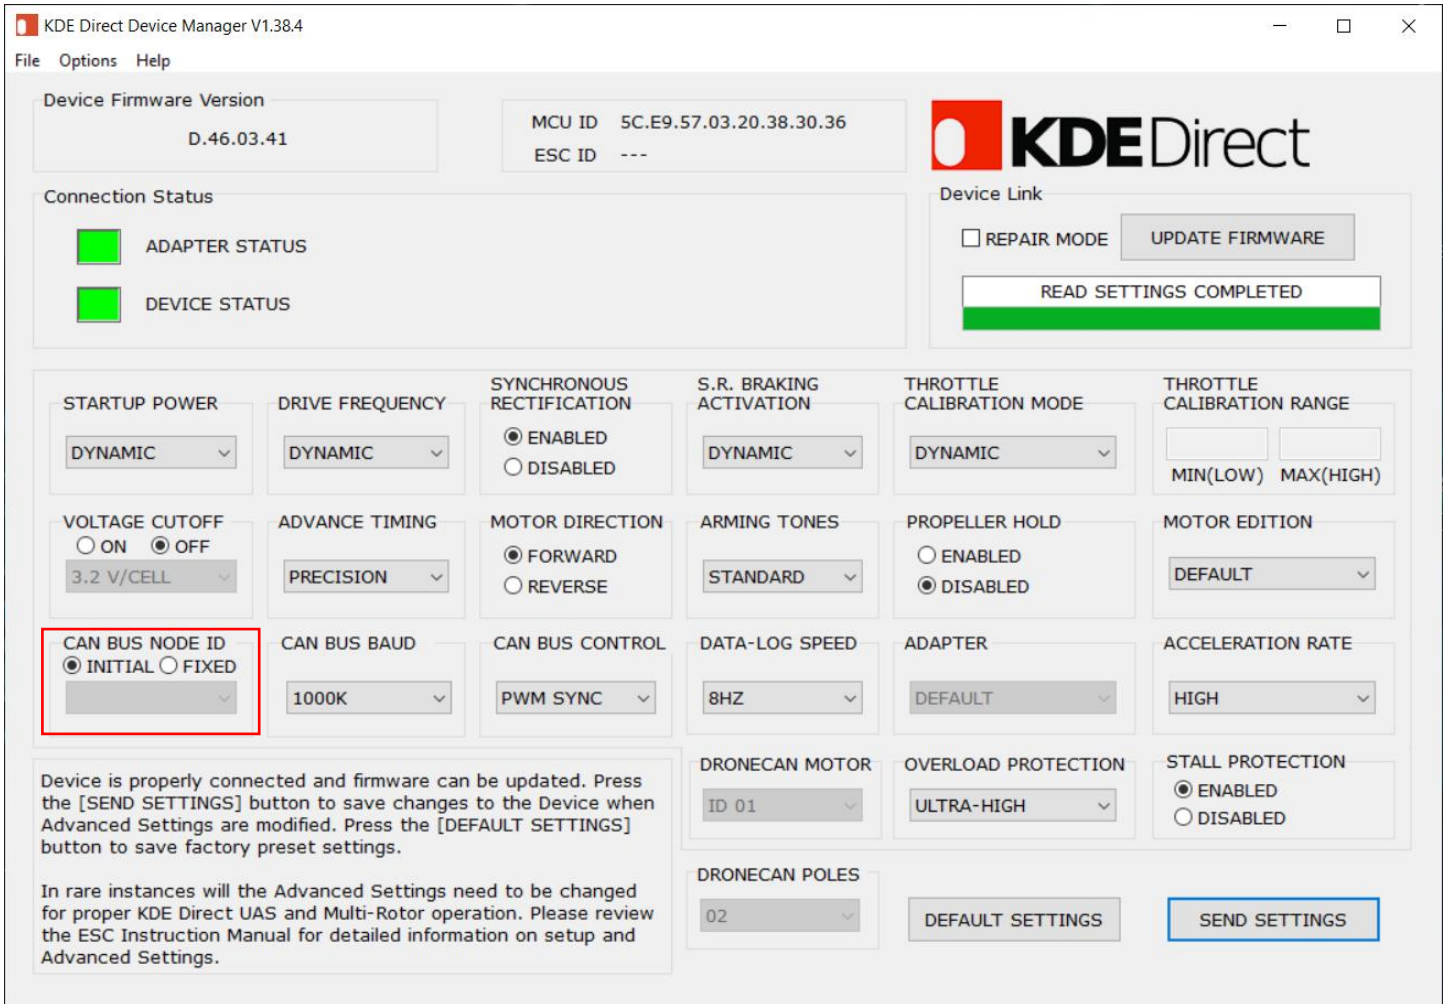 KDE Direct Device Manager V1.38.4
File Options Help
Device Firmware Version
D.46.03.41
MCU ID 5C.E9.57.03.20.38.30.36
ESC ID ---
KDE Direct
Connection Status
ADAPTER STATUS
DEVICE STATUS
Device Link
REPAIR MODE UPDATE FIRMWARE
READ SETTINGS COMPLETED
STARTUP POWER
DYNAMIC
DRIVE FREQUENCY
DYNAMIC
SYNCHRONOUS
RECTIFICATION
ENABLED
DISABLED
S.R. BRAKING
ACTIVATION
DYNAMIC
THROTTLE
CALIBRATION MODE
DYNAMIC
THROTTLE
CALIBRATION RANGE
MIN(LOW) MAX(HIGH)
VOLTAGE CUTOFF
ON OFF
3.2 V/CELL
ADVANCE TIMING
PRECISION
MOTOR DIRECTION
FORWARD
REVERSE
ARMING TONES
STANDARD
PROPELLER HOLD
ENABLED
DISABLED
MOTOR EDITION
DEFAULT
CAN BUS NODE ID
INITIAL FIXED
CAN BUS BAUD
1000K
CAN BUS CONTROL
PWM SYNC
DATA-LOG SPEED
8HZ
ADAPTER
DEFAULT
ACCELERATION RATE
HIGH
Device is properly connected and firmware can be updated. Press
the [SEND SETTINGS] button to save changes to the Device when
Advanced Settings are modified. Press the [DEFAULT SETTINGS]
button to save factory preset settings.
In rare instances will the Advanced Settings need to be changed
for proper KDE Direct UAS and Multi-Rotor operation. Please review
the ESC Instruction Manual for detailed information on setup and
Advanced Settings.
DRONECAN MOTOR
ID 01
OVERLOAD PROTECTION
ULTRA-HIGH
STALL PROTECTION
ENABLED
DISABLED
DRONECAN POLES
02
DEFAULT SETTINGS
SEND SETTINGS